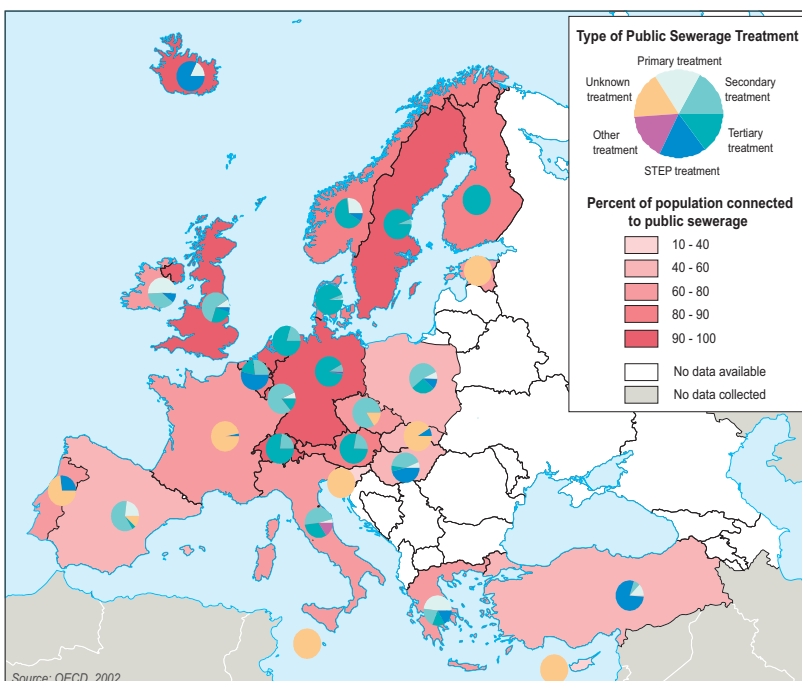 Type of Public Sewerage Treatment
Primary treatment
Unknown
treatment
Secondary
treatment
Other
treatment
Tertiary
treatment
STEP treatment
Percent of population connected
to public sewerage
10 - 40
40 - 60
60 - 80
80 - 90
90 - 100
No data available
No data collected
Source: OECD, 2002